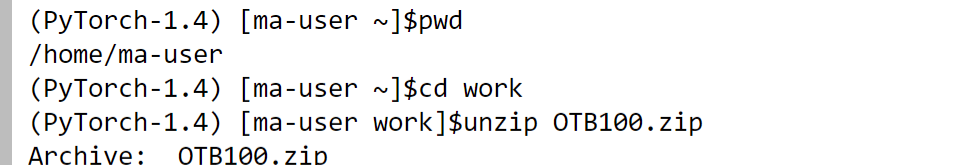 (PyTorch-1.4) [ma-user ~]$pwd
/home/ma-user
(PyTorch-1.4) [ma-user ~]$cd work
(PyTorch-1.4) [ma-user work]$unzip OTB100.zip
Archive:  OTB100.zip